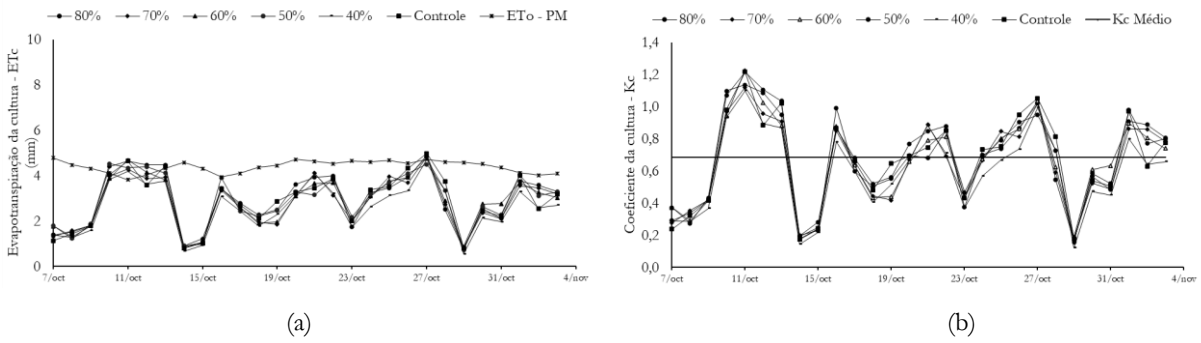 80% 70% 60% 50% 40% Controle ETo - PM
Evapotranspiração da cultura - ETc
(mm)
10
8
6
4
2
0
7/oct 11/oct 15/oct 19/oct 23/oct 27/oct 31/oct 4/nov
(a)
80% 70% 60% 50% 40% Controle Kc Médio
Coeficiente da cultura - Kc
1,4
1,2
1,0
0,8
0,6
0,4
0,2
0,0
7/oct 11/oct 15/oct 19/oct 23/oct 27/oct 31/oct 4/nov
(b)